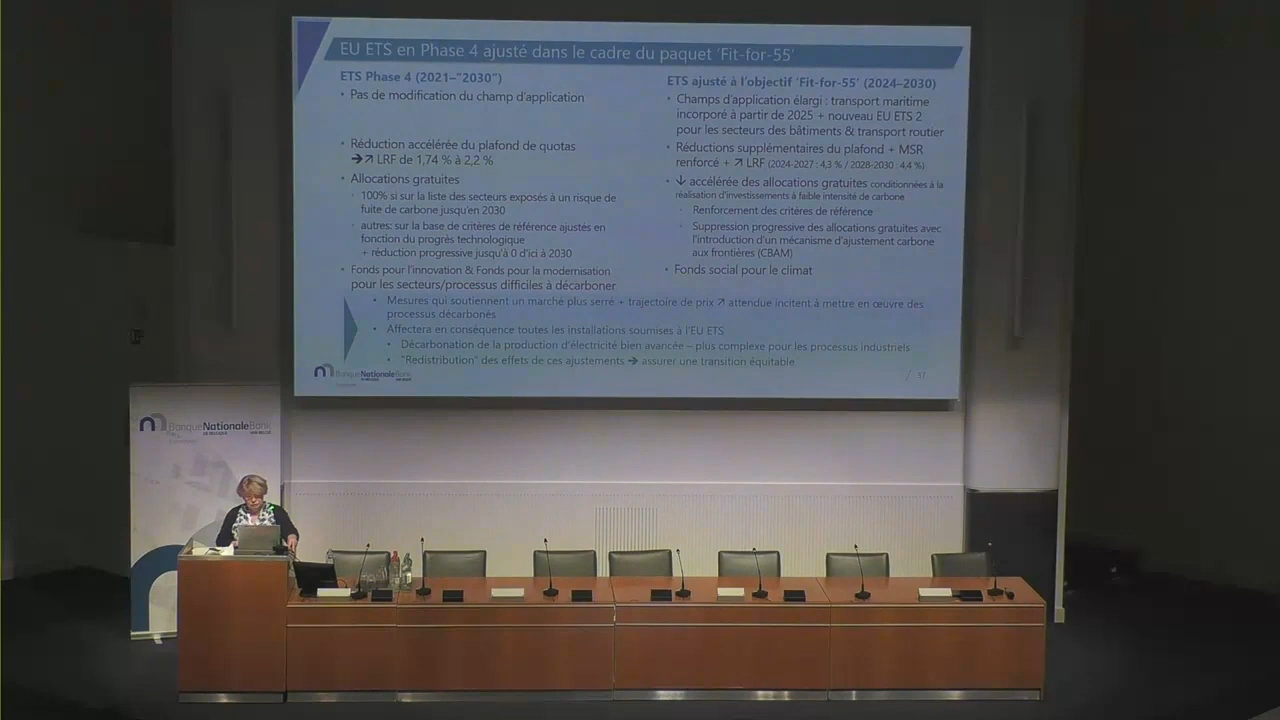 EU ETS en Phase 4 ajusté dans le cadre du paquet 'Fit-for-55'
ETS Phase 4 (2021–"2030")
• Pas de modification du champ d'application
• Réduction accélérée du plafond de quotas
➔↗ LRF de 1,74 % à 2,2 %
• Allocations gratuites
· 100% si sur la liste des secteurs exposés à un risque de
fuite de carbone jusqu'en 2030
· autres: sur la base de critères de référence ajustés en
fonction du progrès technologique
+ réduction progressive jusqu'à 0 d'ici à 2030
• Fonds pour l'innovation & Fonds pour la modernisation
pour les secteurs/processus difficiles à décarboner
ETS ajusté à l'objectif 'Fit-for-55' (2024–2030)
• Champs d'application élargi : transport maritime
incorporé à partir de 2025 + nouveau EU ETS 2
pour les secteurs des bâtiments & transport routier
• Réductions supplémentaires du plafond + MSR
renforcé + ↗ LRF (2024-2027 : 4,3 % / 2028-2030 : 4,4 %)
• ↓ accélérée des allocations gratuites conditionnées à la
réalisation d'investissements à faible intensité de carbone
· Renforcement des critères de référence
· Suppression progressive des allocations gratuites avec
l'introduction d'un mécanisme d'ajustement carbone
aux frontières (CBAM)
• Fonds social pour le climat
• Mesures qui soutiennent un marché plus serré + trajectoire de prix ↗ attendue incitent à mettre en œuvre des
processus décarbonés
• Affectera en conséquence toutes les installations soumises à l'EU ETS
• Décarbonation de la production d'électricité bien avancée – plus complexe pour les processus industriels
• "Redistribution" des effets de ces ajustements ➔ assurer une transition équitable
BanqueNationaleBank
/ 37
BanqueNationaleBank
DE BELGIQUE VAN BELGIË